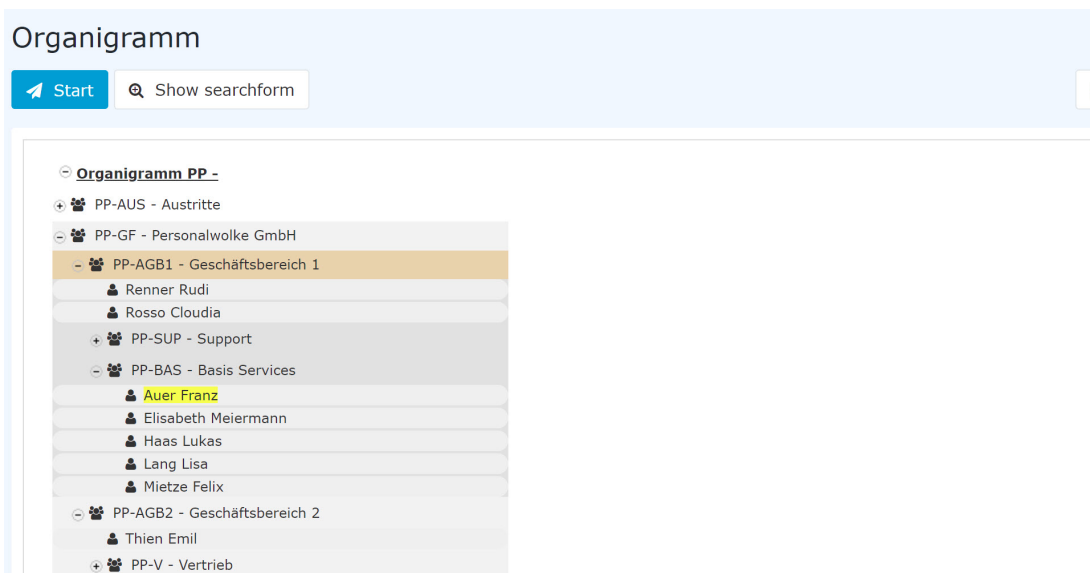 Organigramm
Start
Show searchform
Organigramm PP -
PP-AUS - Austritte
PP-GF - Personalwolke GmbH
PP-AGB1 - Geschäftsbereich 1
Renner Rudi
Rosso Cloudia
PP-SUP - Support
PP-BAS - Basis Services
Auer Franz
Elisabeth Meiermann
Haas Lukas
Lang Lisa
Mietze Felix
PP-AGB2 - Geschäftsbereich 2
Thien Emil
PP-V - Vertrieb